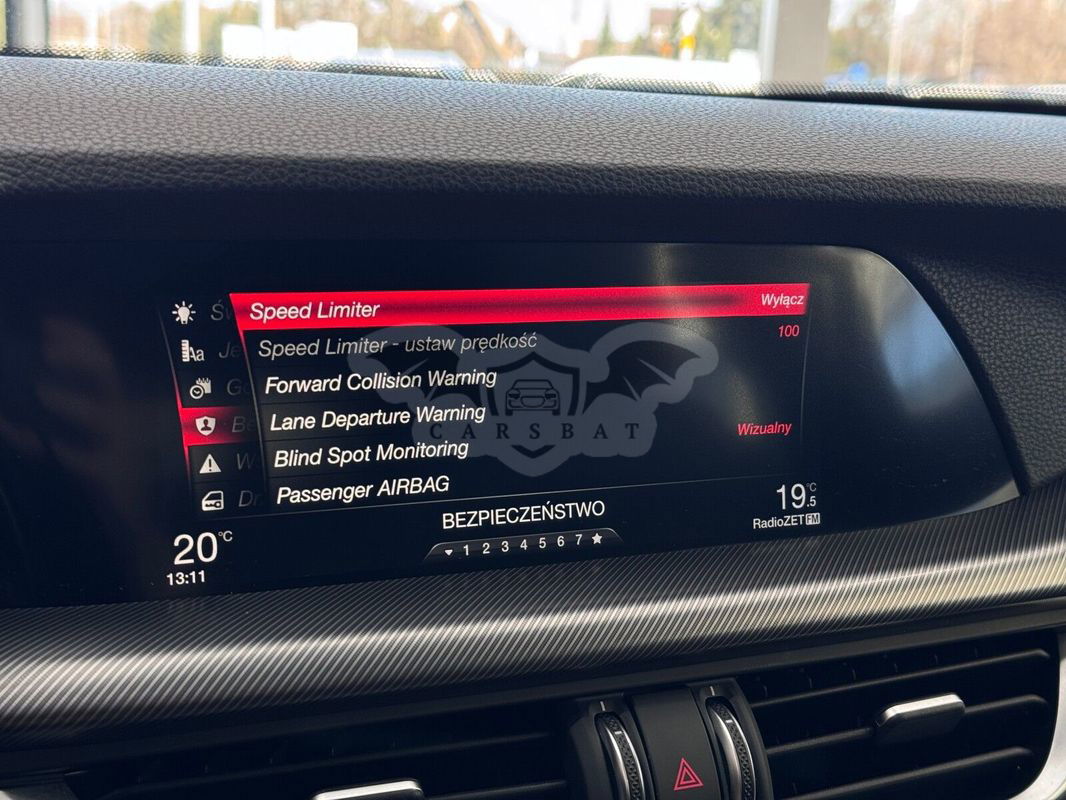 Speed Limiter Wyłącz
Speed Limiter - ustaw prędkość 100
Forward Collision Warning
Lane Departure Warning
Blind Spot Monitoring Wizualny
Passenger AIRBAG
Aa
BEZPIECZEŃSTWO
1 2 3 4 5 6 7
20°C
13:11
19.5°C
RadioZET FM
CARSBAT